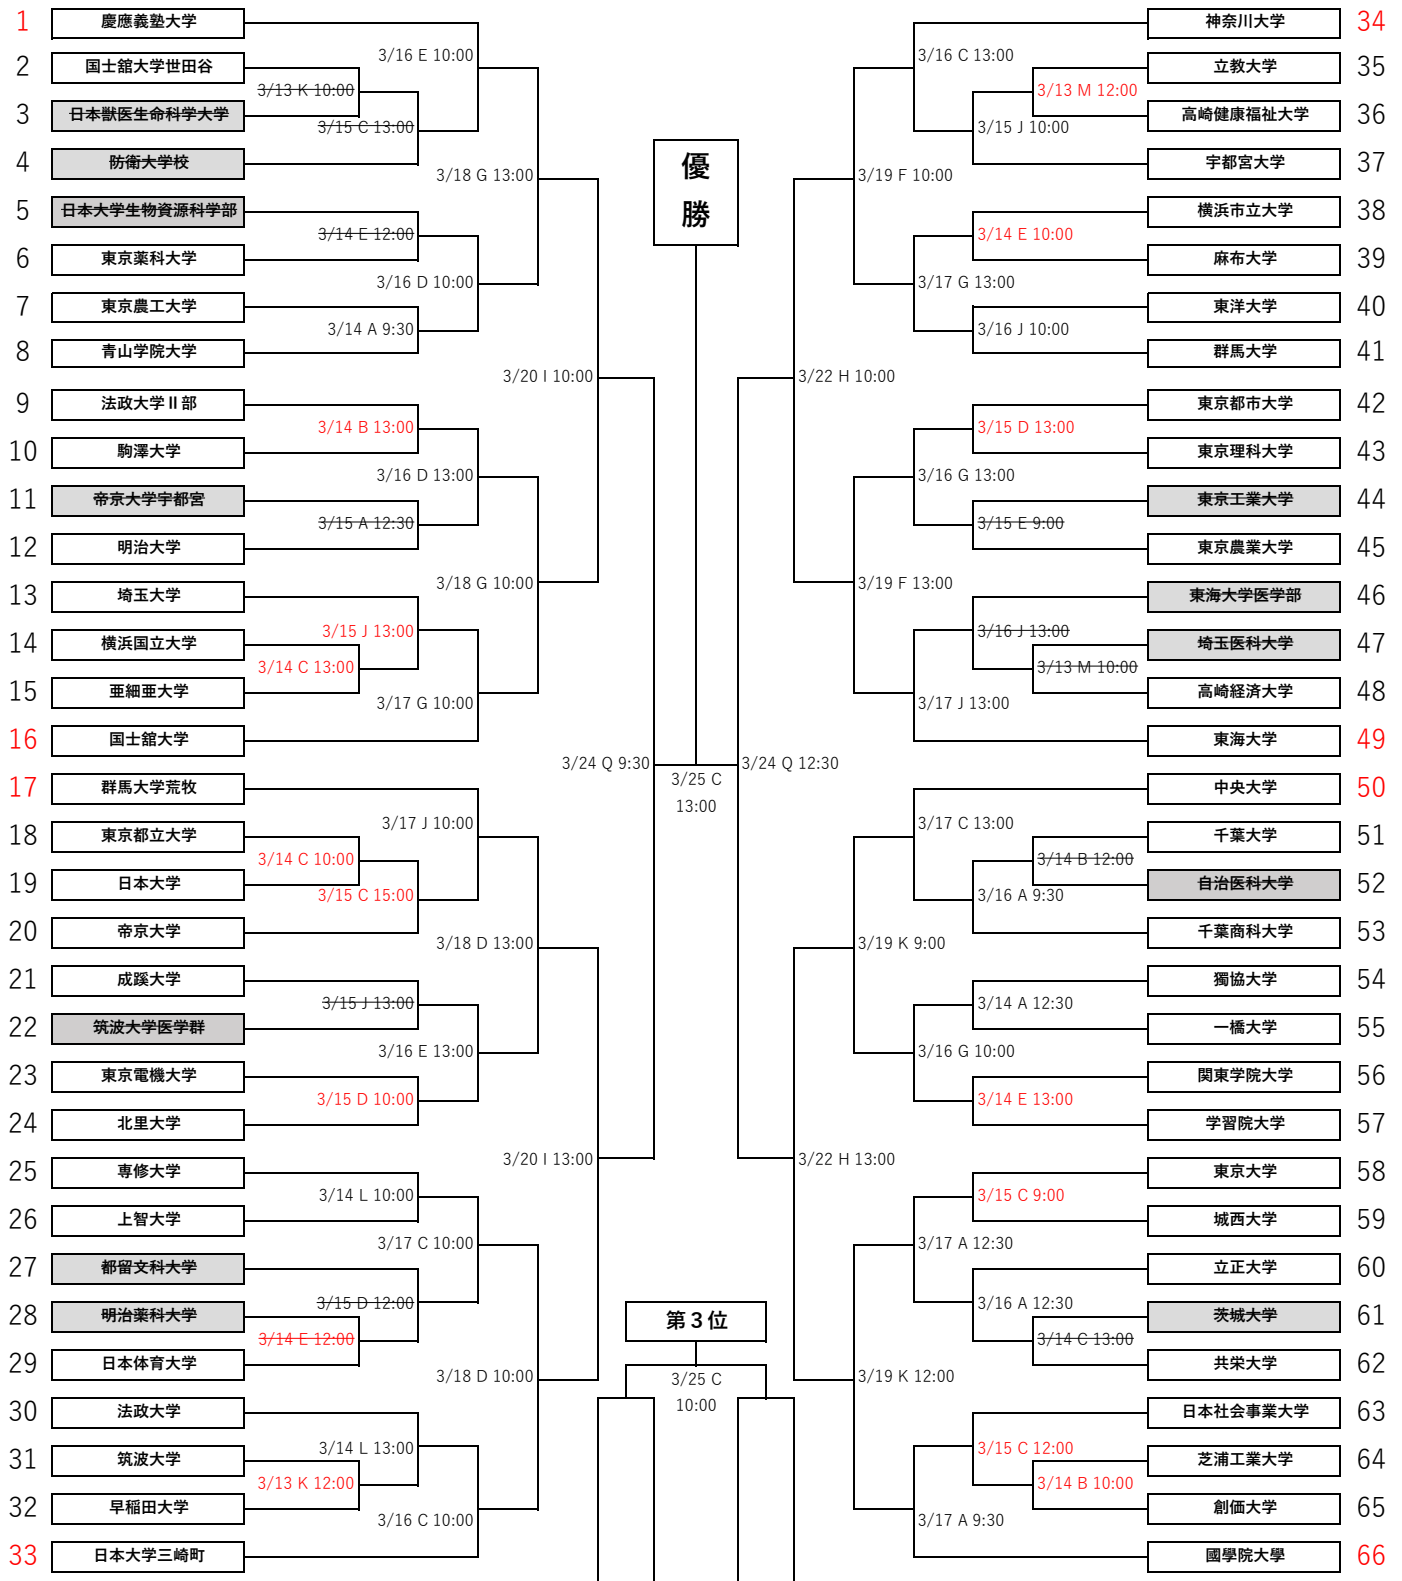 1 慶應義塾大学
3/16 E 10:00
2 国士舘大学世田谷
3/13 K 10:00
3 日本獣医生命科学大学
3/15 C 13:00
4 防衛大学校
3/18 G 13:00
5 日本大学生物資源科学部
3/14 E 12:00
6 東京薬科大学
3/16 D 10:00
7 東京農工大学
3/14 A 9:30
8 青山学院大学
3/20 I 10:00
9 法政大学Ⅱ部
3/14 B 13:00
10 駒澤大学
3/16 D 13:00
11 帝京大学宇都宮
3/15 A 12:30
12 明治大学
3/18 G 10:00
13 埼玉大学
3/15 J 13:00
14 横浜国立大学
3/14 C 13:00
15 亜細亜大学
3/17 G 10:00
16 国士舘大学
3/24 Q 9:30
17 群馬大学荒牧
3/17 J 10:00
18 東京都立大学
3/14 C 10:00
19 日本大学
3/15 C 15:00
20 帝京大学
3/18 D 13:00
21 成蹊大学
3/15 J 13:00
22 筑波大学医学群
3/16 E 13:00
23 東京電機大学
3/15 D 10:00
24 北里大学
3/20 I 13:00
25 専修大学
3/14 L 10:00
26 上智大学
3/17 C 10:00
27 都留文科大学
3/15 D 12:00
28 明治薬科大学
3/14 E 12:00
29 日本体育大学
3/18 D 10:00
30 法政大学
3/14 L 13:00
31 筑波大学
3/13 K 12:00
32 早稲田大学
3/16 C 10:00
33 日本大学三崎町
優
勝
3/25 C
13:00
第３位
3/25 C
10:00
神奈川大学 34
3/16 C 13:00
立教大学 35
3/13 M 12:00
高崎健康福祉大学 36
3/15 J 10:00
宇都宮大学 37
3/19 F 10:00
横浜市立大学 38
3/14 E 10:00
麻布大学 39
3/17 G 13:00
東洋大学 40
3/16 J 10:00
群馬大学 41
3/22 H 10:00
東京都市大学 42
3/15 D 13:00
東京理科大学 43
3/16 G 13:00
東京工業大学 44
3/15 E 9:00
東京農業大学 45
3/19 F 13:00
東海大学医学部 46
3/16 J 13:00
埼玉医科大学 47
3/13 M 10:00
高崎経済大学 48
3/17 J 13:00
東海大学 49
3/24 Q 12:30
中央大学 50
3/17 C 13:00
千葉大学 51
3/14 B 12:00
自治医科大学 52
3/16 A 9:30
千葉商科大学 53
3/19 K 9:00
獨協大学 54
3/14 A 12:30
一橋大学 55
3/16 G 10:00
関東学院大学 56
3/14 E 13:00
学習院大学 57
3/22 H 13:00
東京大学 58
3/15 C 9:00
城西大学 59
3/17 A 12:30
立正大学 60
3/16 A 12:30
茨城大学 61
3/14 C 13:00
共栄大学 62
3/19 K 12:00
日本社会事業大学 63
3/15 C 12:00
芝浦工業大学 64
3/14 B 10:00
創価大学 65
3/17 A 9:30
國學院大學 66